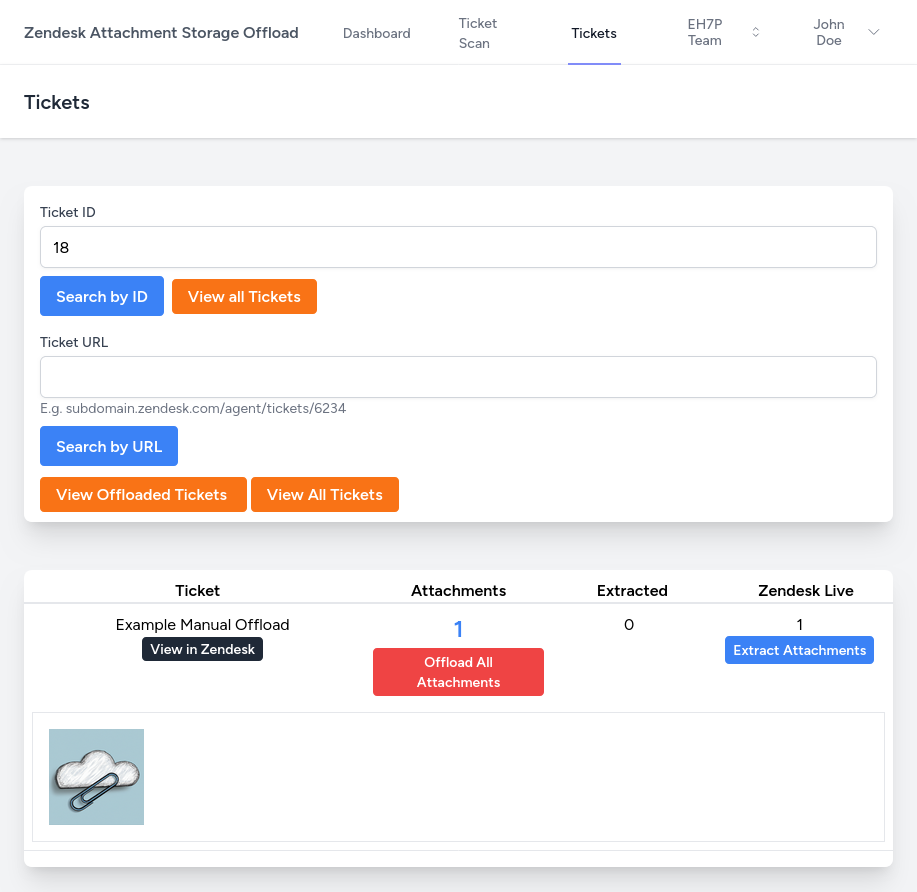 Zendesk Attachment Storage Offload
Dashboard
Ticket
Scan
Tickets
EH7P
Team
John
Doe
Tickets
Ticket ID
18
Search by ID
View all Tickets
Ticket URL
E.g. subdomain.zendesk.com/agent/tickets/6234
Search by URL
View Offloaded Tickets
View All Tickets
Ticket
Attachments
Extracted
Zendesk Live
Example Manual Offload
View in Zendesk
1
Offload All
Attachments
0
1
Extract Attachments